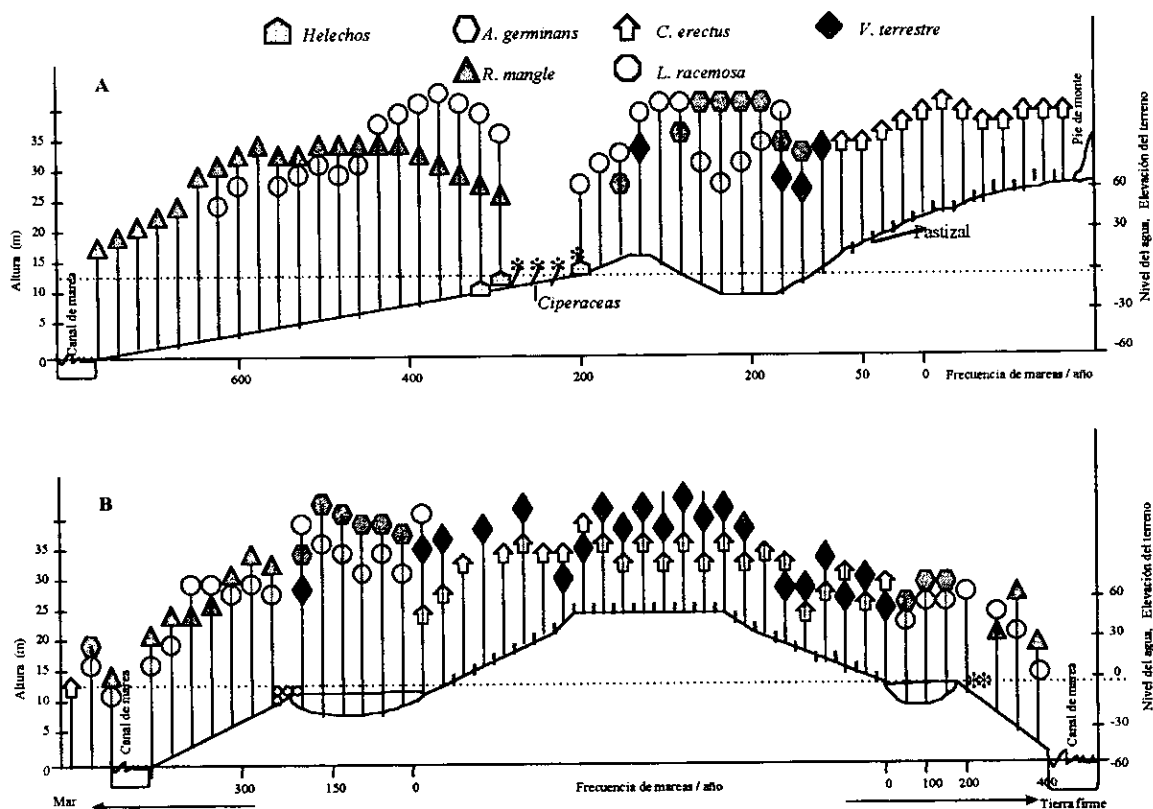 Helechos
A. germinans
C. erectus
V. terrestre
R. mangle
L. racemosa
A
Altura (m)
35
30
25
20
15
10
5
0
Canal de marea
Ciperaceas
Pastizal
Pie de monte
60
30
-30
-60
Nivel del agua, Elevación del terreno
600
400
200
200
50
0
Frecuencia de mareas / año
B
Altura (m)
35
30
25
20
15
10
5
0
Canal de marea
Canal de marea
60
30
0
-30
-60
Nivel del agua, Elevación del terreno
300
150
0
Frecuencia de mareas / año
0
100
200
400
Mar
Tierra firme